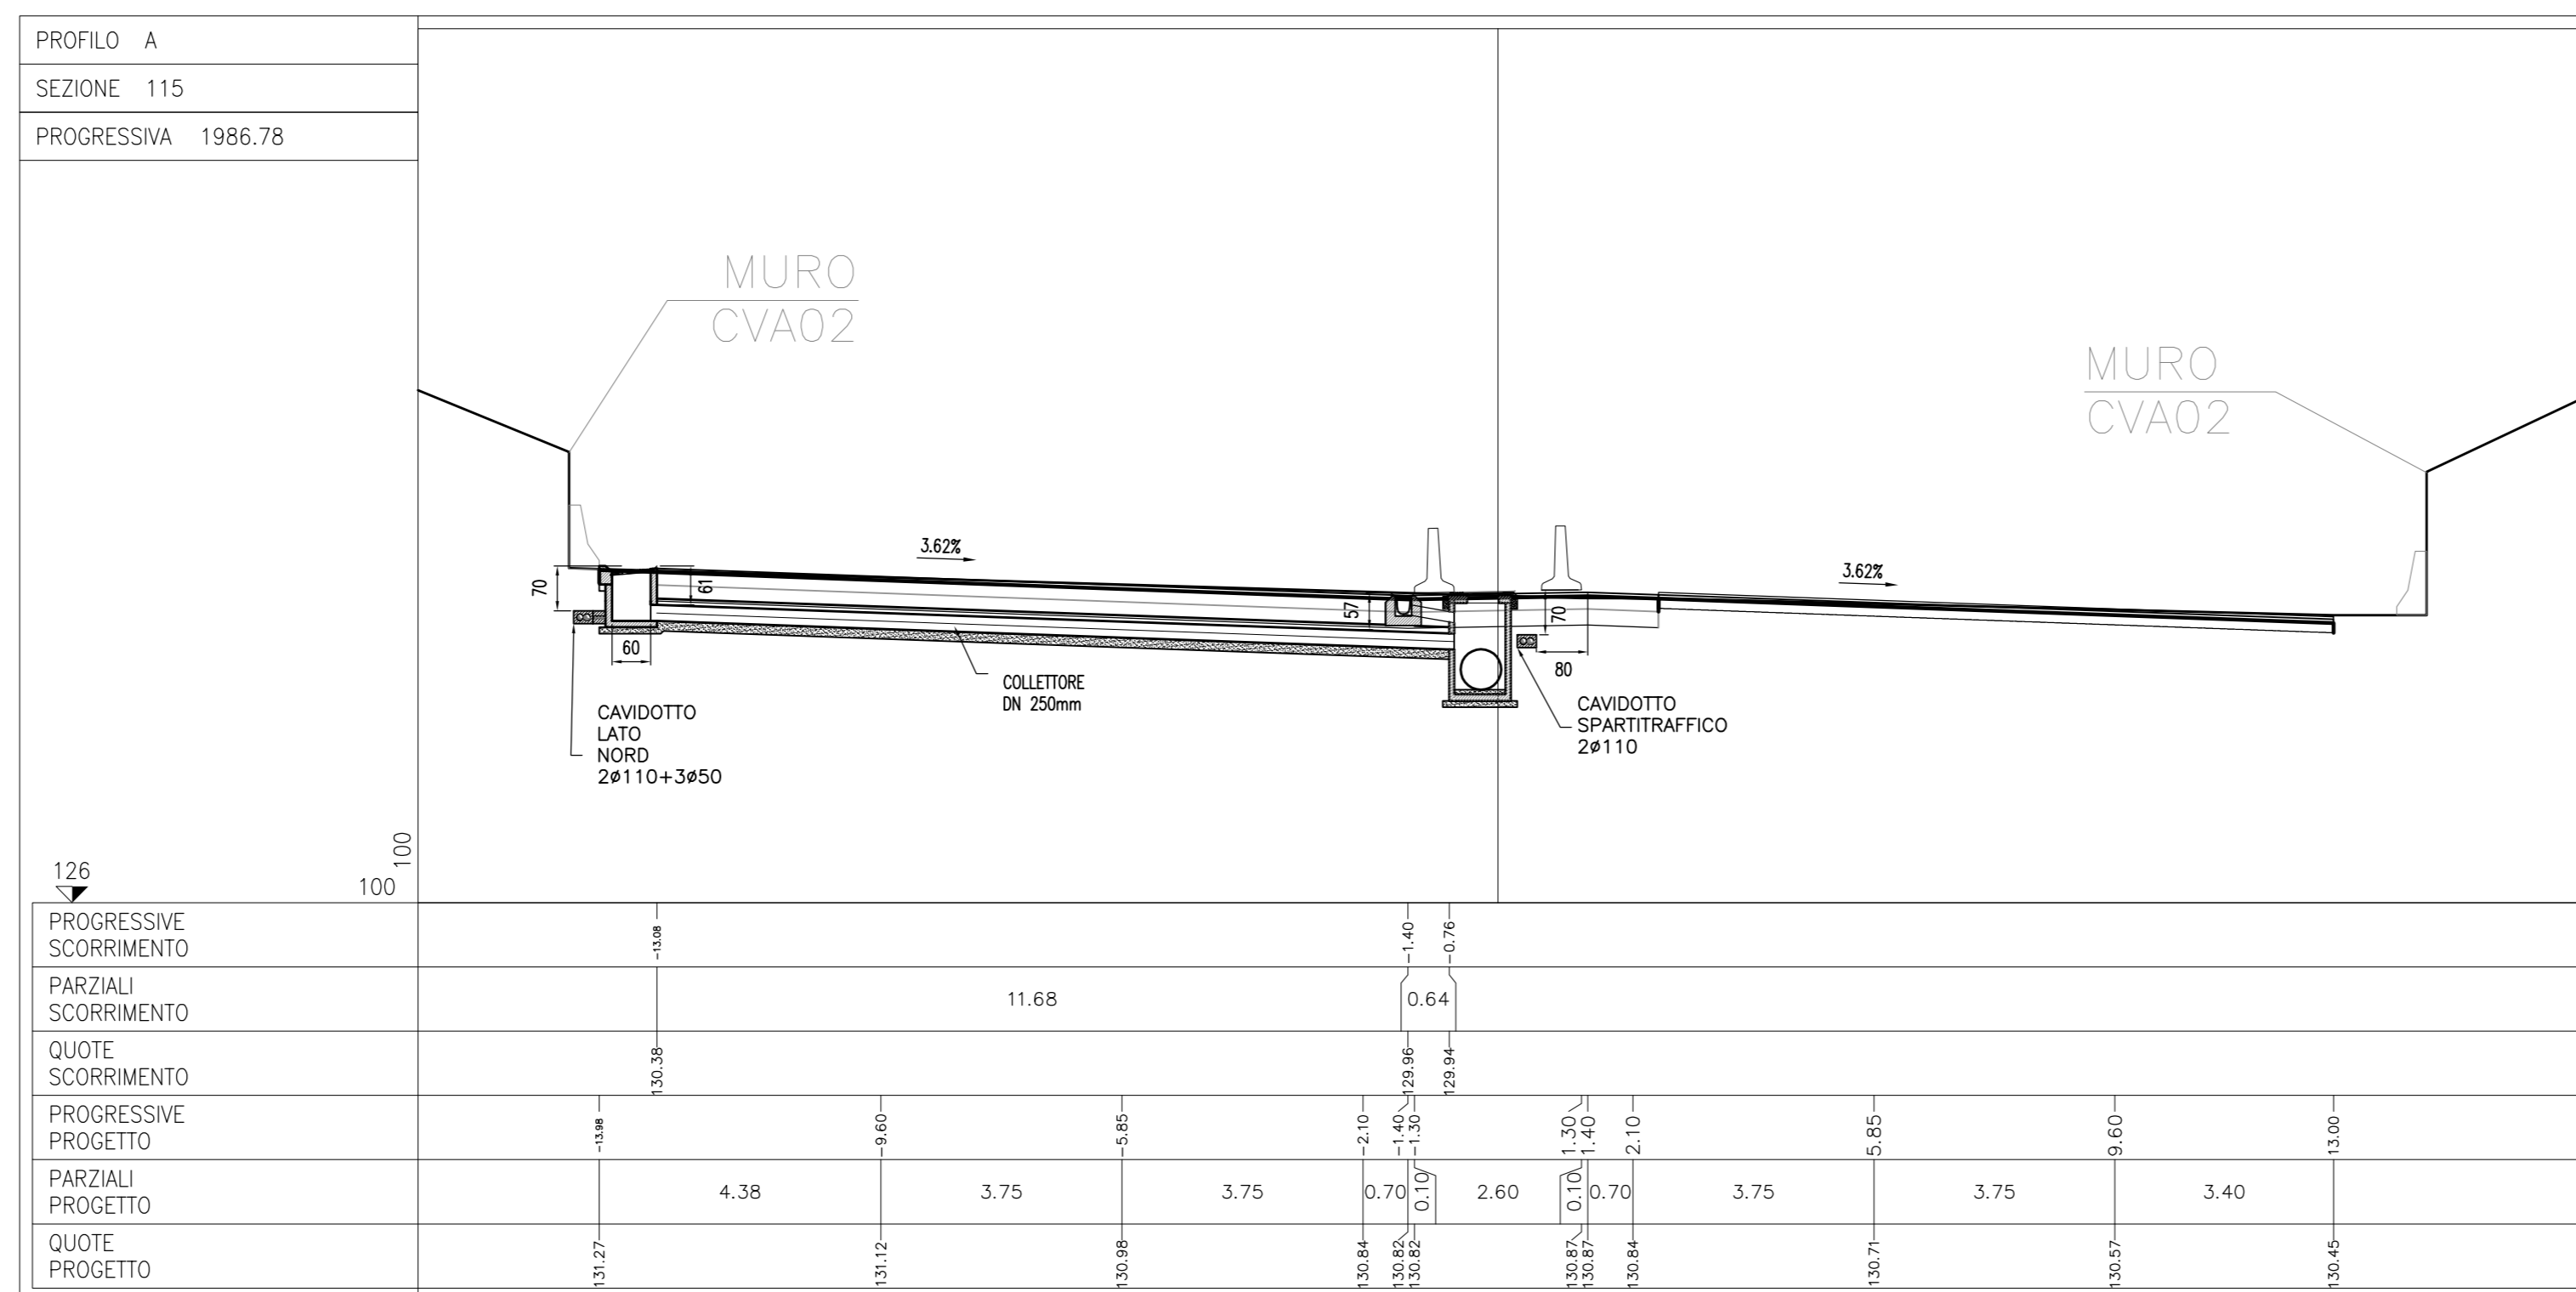 PROFILO A
SEZIONE 115
PROGRESSIVA 1986.78
MURO
CVA02
MURO
CVA02
3.62%
3.62%
70
61
60
57
70
80
COLLETTORE
DN 250mm
CAVIDOTTO
LATO
NORD
2ø110+3ø50
CAVIDOTTO
SPARTITRAFFICO
2ø110
100
126
100
PROGRESSIVE
SCORRIMENTO
-13.08 -1.40 -0.76
PARZIALI
SCORRIMENTO
11.68 0.64
QUOTE
SCORRIMENTO
130.38 129.96 129.94
PROGRESSIVE
PROGETTO
-13.98 -9.60 -5.85 -2.10 -1.40 -1.30 1.30 1.40 2.10 5.85 9.60 13.00
PARZIALI
PROGETTO
4.38 3.75 3.75 0.70 0.10 2.60 0.10 0.70 3.75 3.75 3.40
QUOTE
PROGETTO
131.27 131.12 130.98 130.84 130.82 130.82 130.87 130.87 130.84 130.71 130.57 130.45